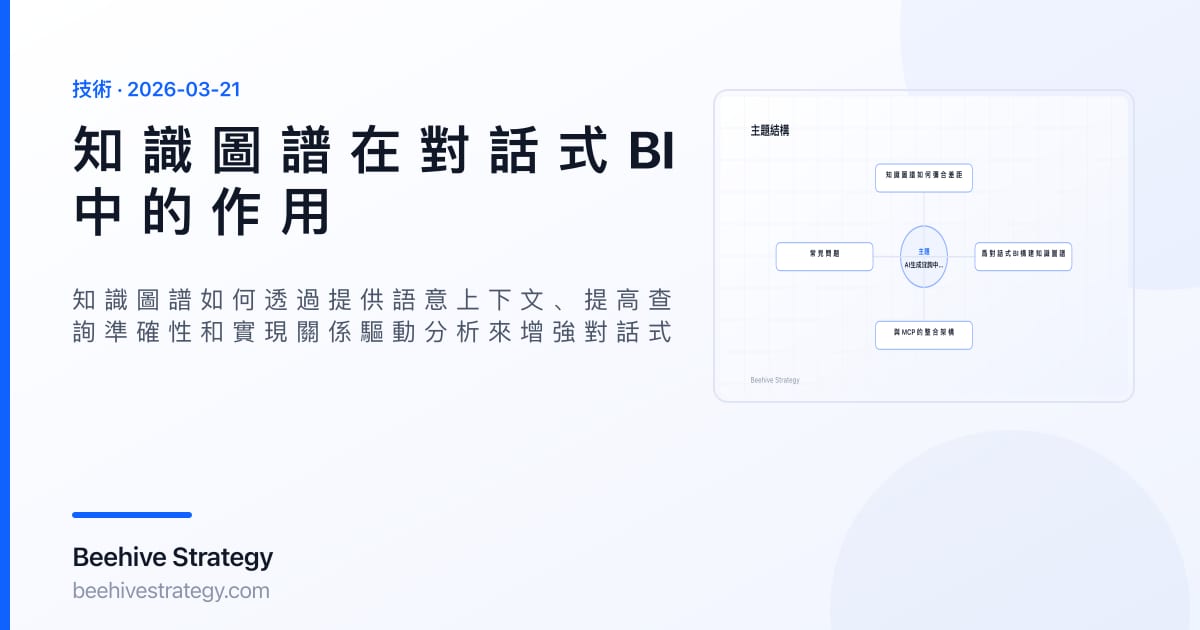 技術 · 2026-03-21
知識圖譜在對話式 BI
中的作用
知識圖譜如何透過提供語意上下文、提高查
詢準確性和實現關係驅動分析來增強對話式
Beehive Strategy
beehivestrategy.com
主題結構
知識圖譜如何彌合差距
常見問題
主題
AI生成註詢中...
爲對話式BI構建知識圖譜
與MCP的整合架構
Beehive Strategy